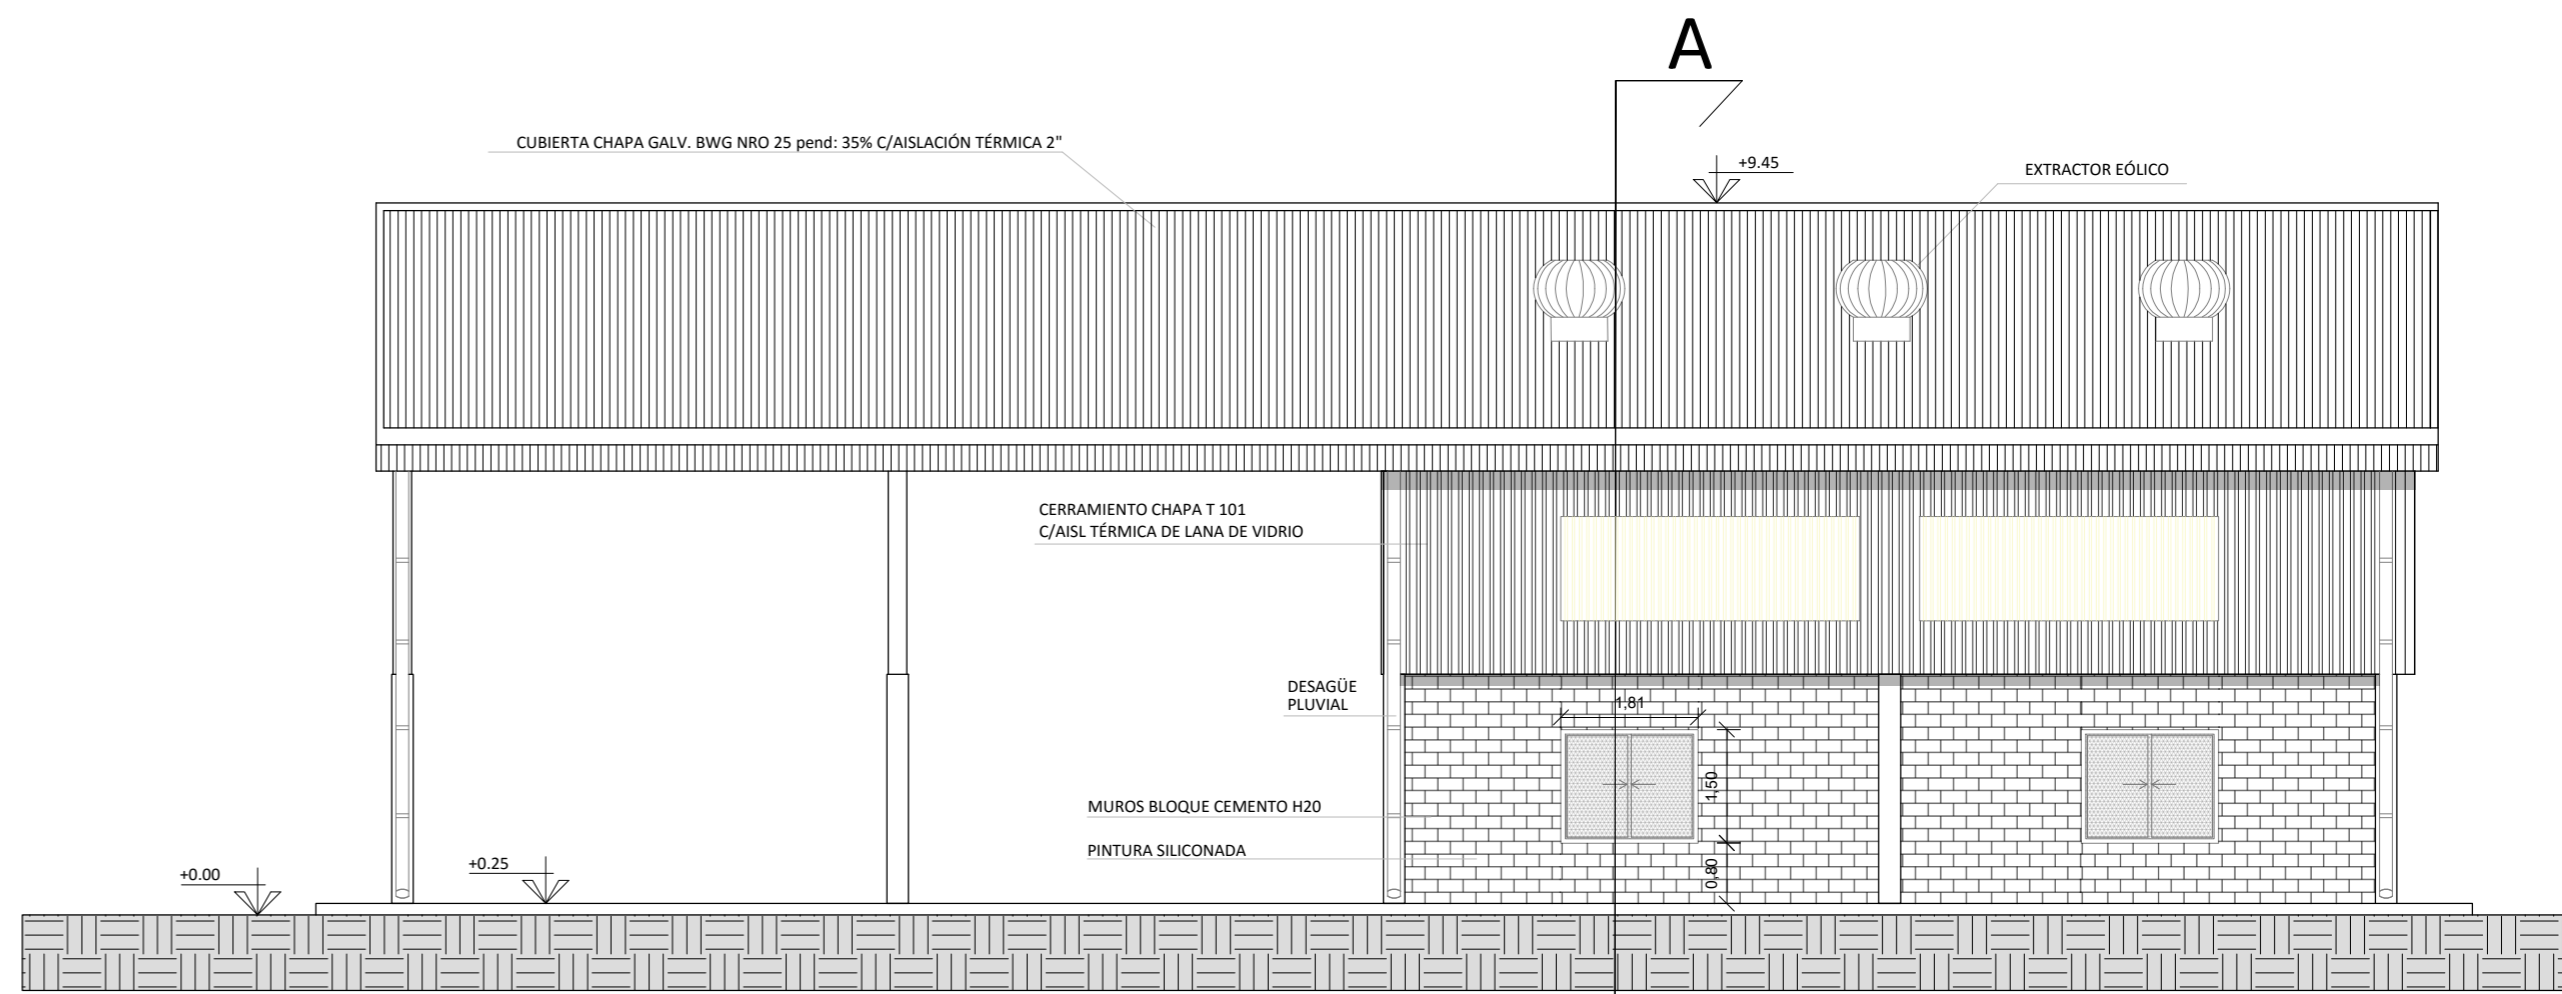 A
CUBIERTA CHAPA GALV. BWG NRO 25 pend: 35% C/AISLACIÓN TÉRMICA 2"
+9.45
EXTRACTOR EÓLICO
CERRAMIENTO CHAPA T 101
C/AISL TÉRMICA DE LANA DE VIDRIO
DESAGÜE
PLUVIAL
1,81
1,50
MUROS BLOQUE CEMENTO H20
PINTURA SILICONADA
0,80
+0.00
+0.25